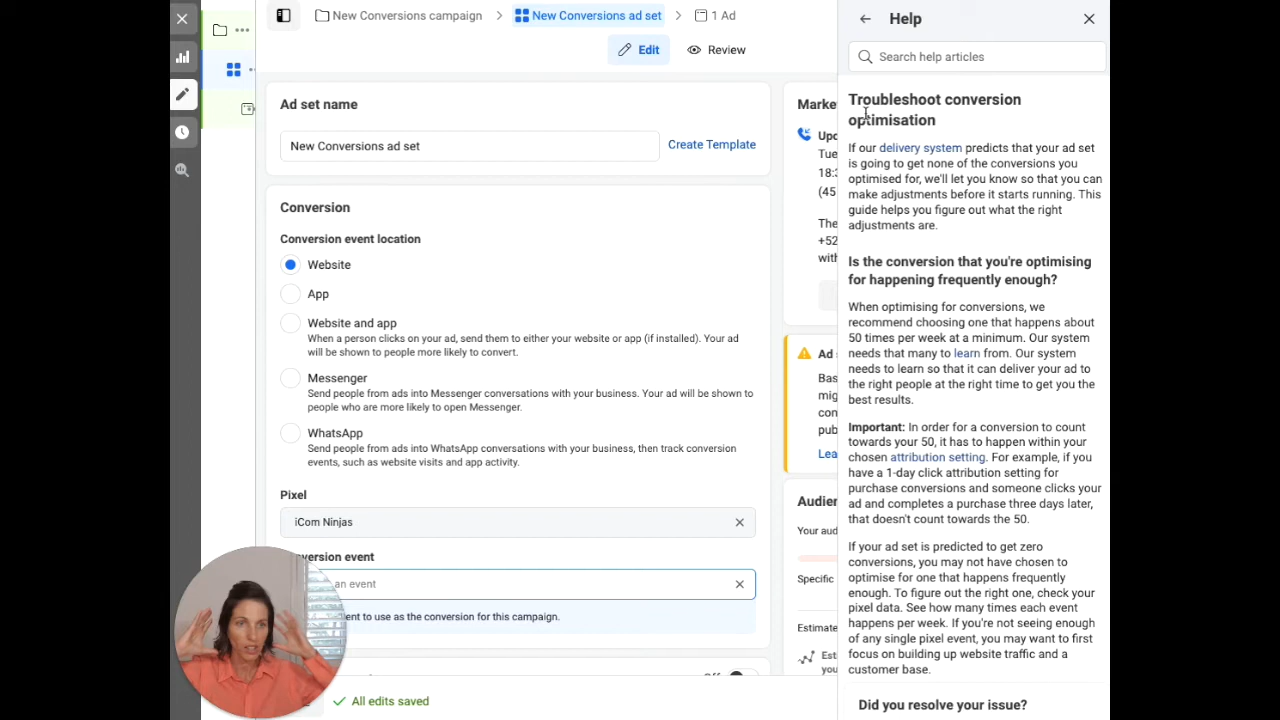 New Conversions campaign
New Conversions ad set
1 Ad
Edit
Review
Ad set name
New Conversions ad set
Create Template
Conversion
Conversion event location
Website
App
Website and app
When a person clicks on your ad, send them to either your website or app (if installed). Your ad
will be shown to people more likely to convert.
Messenger
Send people from ads into Messenger conversations with your business. Your ad will be shown to
people who are more likely to open Messenger.
WhatsApp
Send people from ads into WhatsApp conversations with your business, then track conversion
events, such as website visits and app activity.
Pixel
iCom Ninjas
event
an event
to use as the conversion for this campaign.
All edits saved
Tue
18:3
(45
The
+52
with
Ad
Bas
mig
con
pub
Lea
Audien
Your aud
Specific
Estimate
Est
you
Help
Search help articles
Troubleshoot conversion
optimisation
If our delivery system predicts that your ad set
is going to get none of the conversions you
optimised for, we'll let you know so that you can
make adjustments before it starts running. This
guide helps you figure out what the right
adjustments are.
Is the conversion that you're optimising
for happening frequently enough?
When optimising for conversions, we
recommend choosing one that happens about
50 times per week at a minimum. Our system
needs that many to learn from. Our system
needs to learn so that it can deliver your ad to
the right people at the right time to get you the
best results.
Important: In order for a conversion to count
towards your 50, it has to happen within your
chosen attribution setting. For example, if you
have a 1-day click attribution setting for
purchase conversions and someone clicks your
ad and completes a purchase three days later,
that doesn't count towards the 50.
If your ad set is predicted to get zero
conversions, you may not have chosen to
optimise for one that happens frequently
enough. To figure out the right one, check your
pixel data. See how many times each event
happens per week. If you're not seeing enough
of any single pixel event, you may want to first
focus on building up website traffic and a
customer base.
Did you resolve your issue?